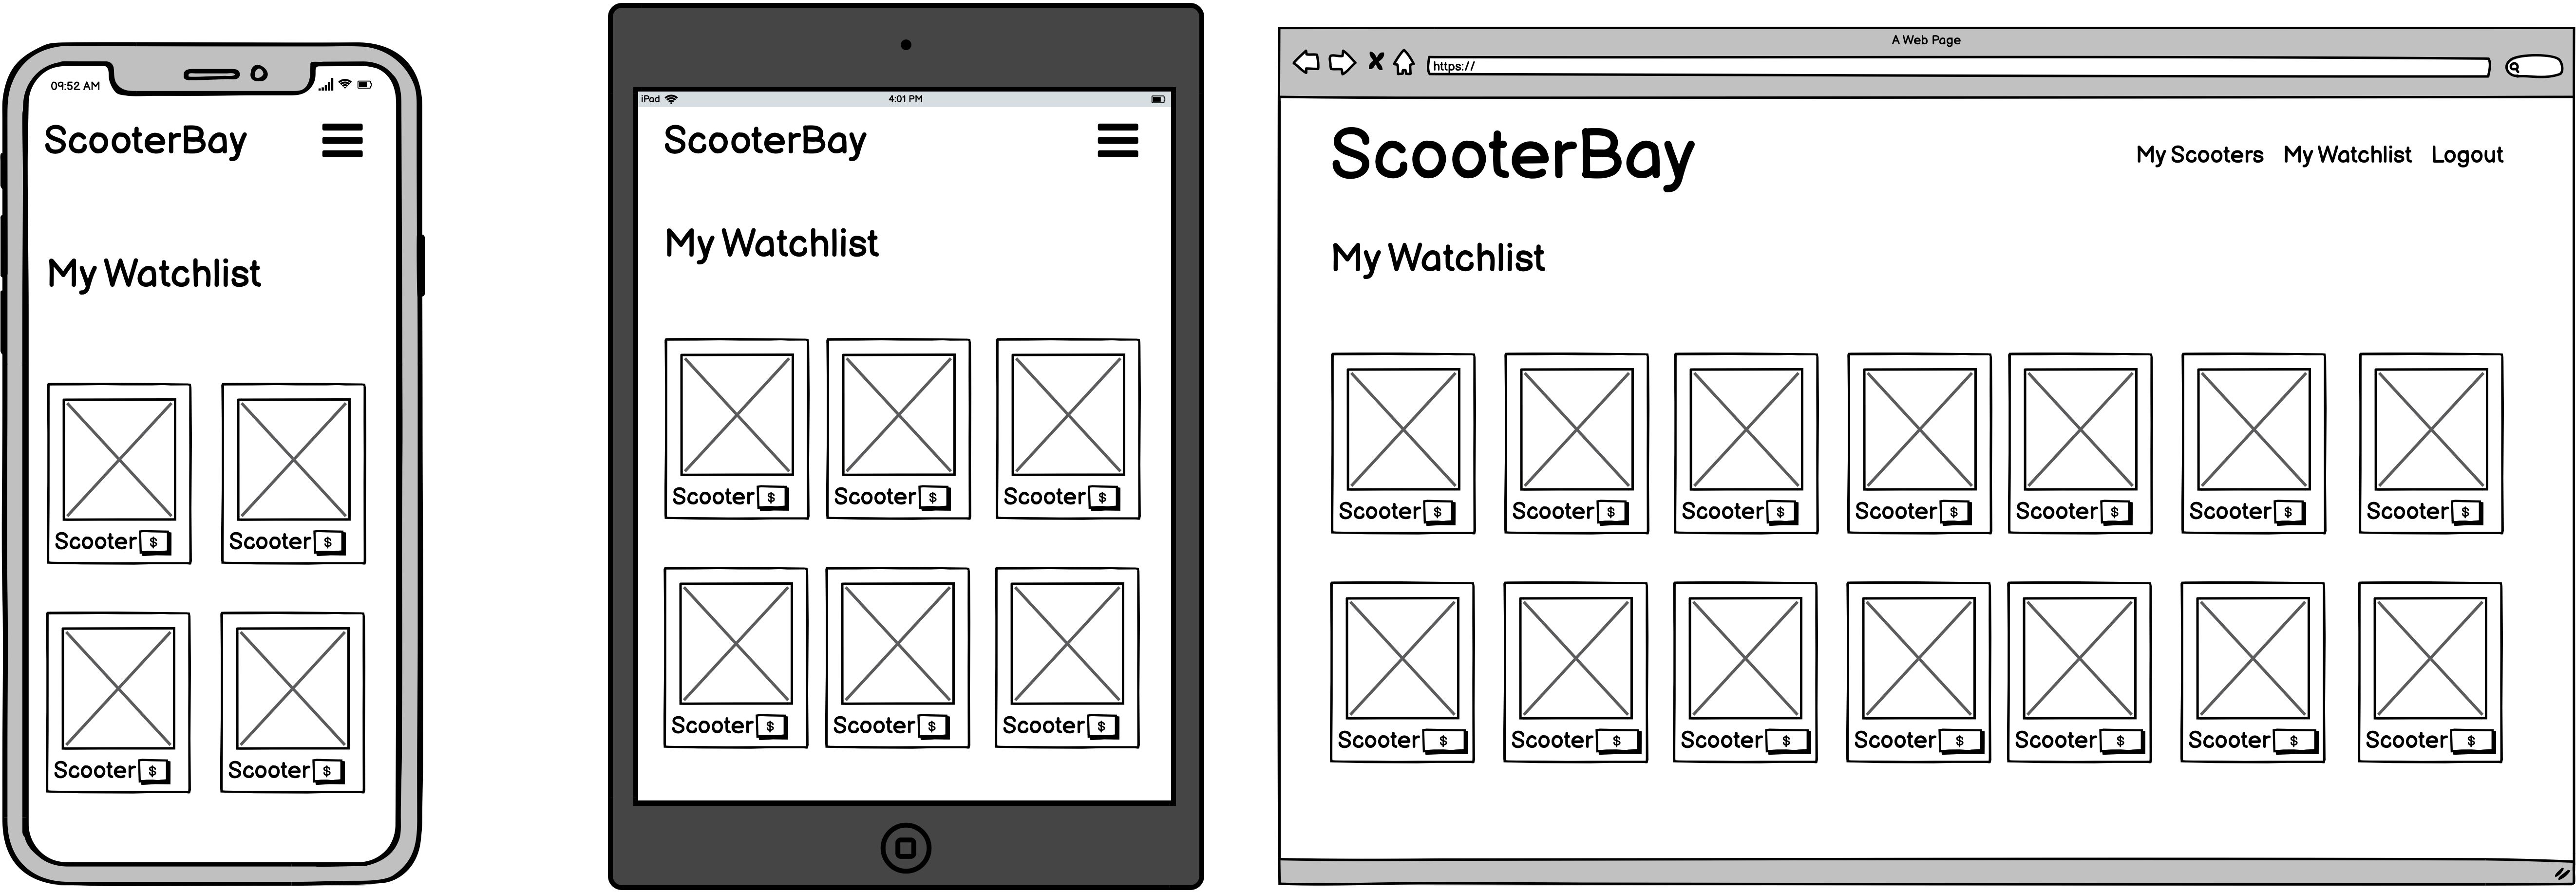 09:52 AM
ScooterBay
My Watchlist
Scooter $ Scooter $
Scooter $ Scooter $
iPad 4:01 PM
ScooterBay
My Watchlist
Scooter $ Scooter $ Scooter $
Scooter $ Scooter $ Scooter $
A Web Page
https://
ScooterBay My Scooters My Watchlist Logout
My Watchlist
Scooter $ Scooter $ Scooter $ Scooter $ Scooter $ Scooter $ Scooter $
Scooter $ Scooter $ Scooter $ Scooter $ Scooter $ Scooter $ Scooter $